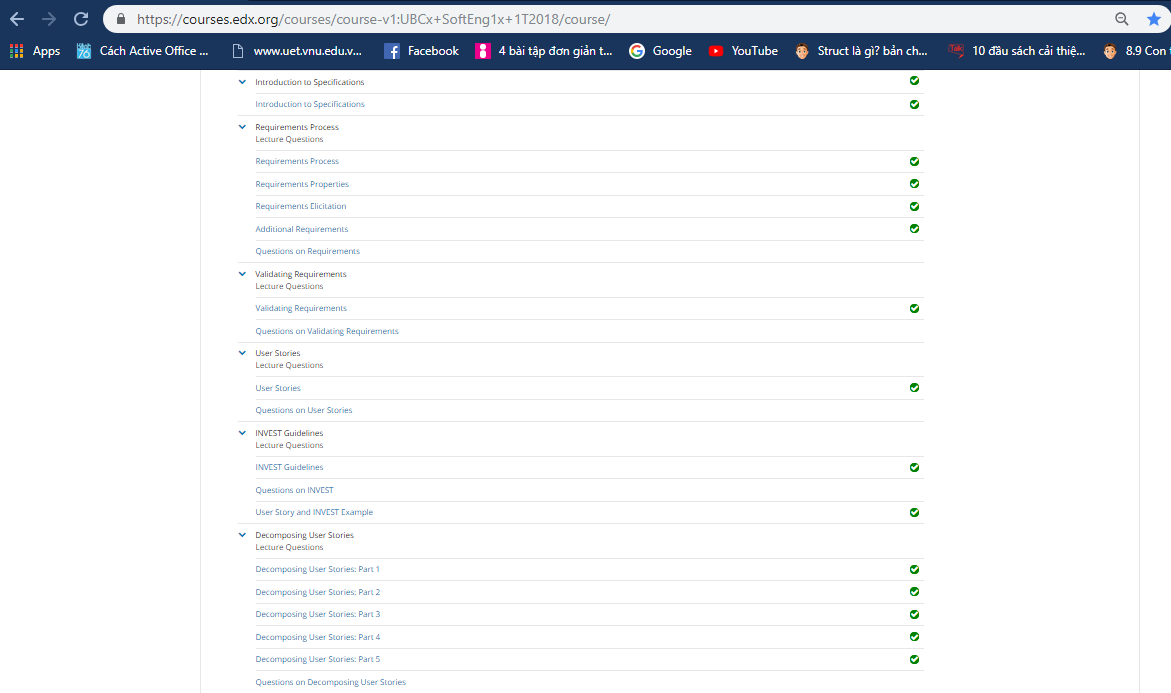 https://courses.edx.org/courses/course-v1:UBCx+SoftEng1x+1T2018/course/
Apps Cách Active Office ... www.uet.vnu.edu.v... Facebook 4 bài tập đơn giản t... Google YouTube Struct là gì? bản ch... Tiki 10 đầu sách cải thiệ... 8.9 Con
Introduction to Specifications
Introduction to Specifications
Requirements Process
Lecture Questions
Requirements Process
Requirements Properties
Requirements Elicitation
Additional Requirements
Questions on Requirements
Validating Requirements
Lecture Questions
Validating Requirements
Questions on Validating Requirements
User Stories
Lecture Questions
User Stories
Questions on User Stories
INVEST Guidelines
Lecture Questions
INVEST Guidelines
Questions on INVEST
User Story and INVEST Example
Decomposing User Stories
Lecture Questions
Decomposing User Stories: Part 1
Decomposing User Stories: Part 2
Decomposing User Stories: Part 3
Decomposing User Stories: Part 4
Decomposing User Stories: Part 5
Questions on Decomposing User Stories